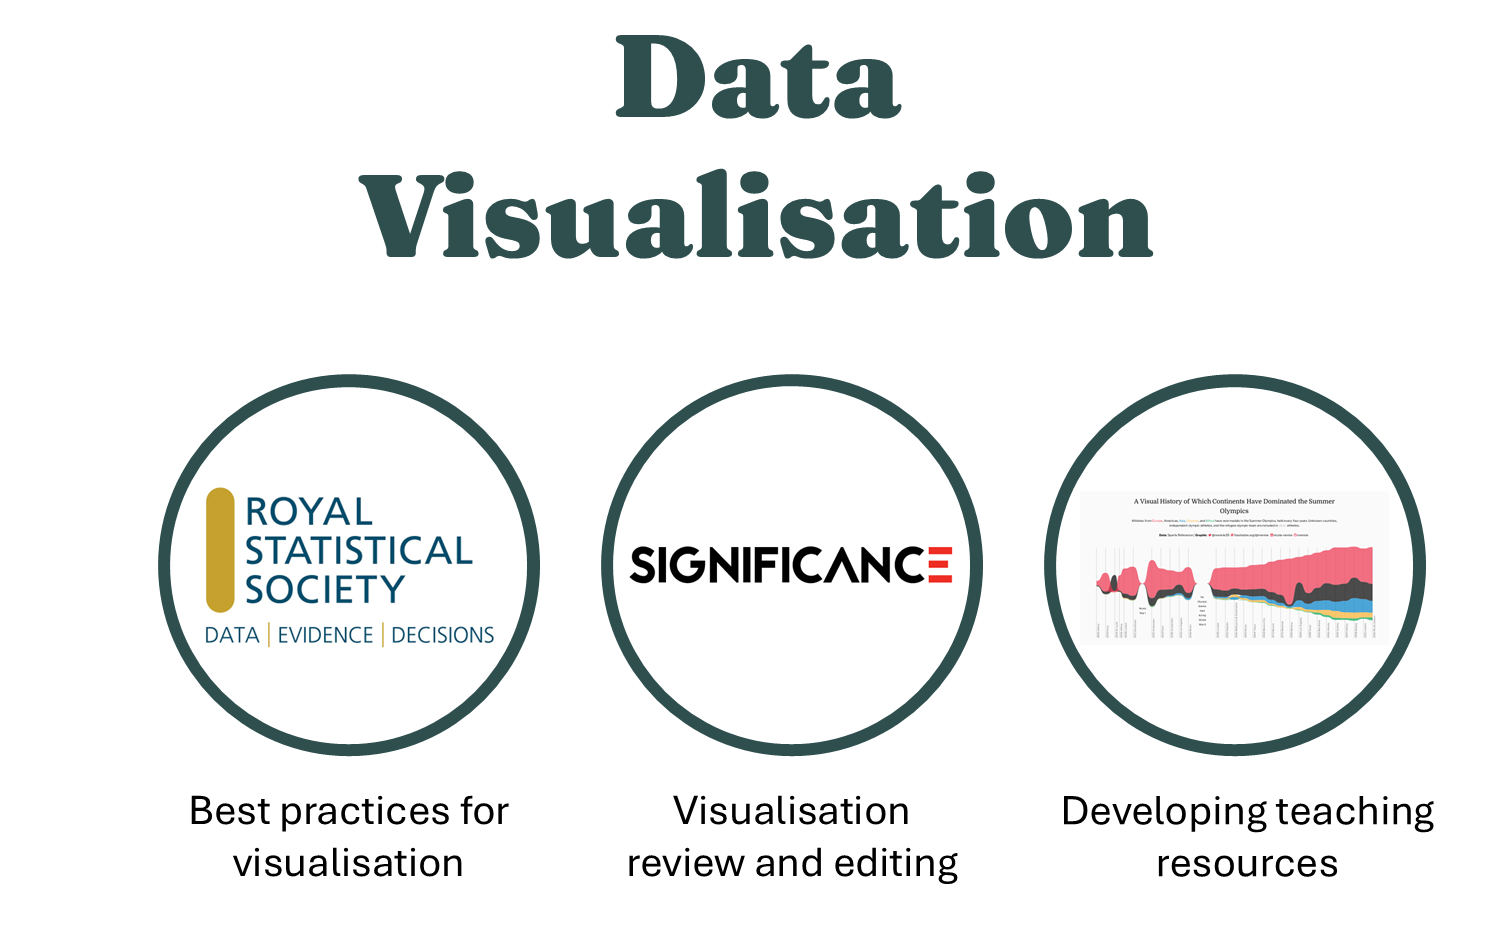 Data
Visualisation
ROYAL
STATISTICAL
SOCIETY
DATA | EVIDENCE | DECISIONS
SIGNIFICANCE
A Visual History of Which Continents Have Dominated the Summer
Olympics
Best practices for
visualisation
Visualisation
review and editing
Developing teaching
resources